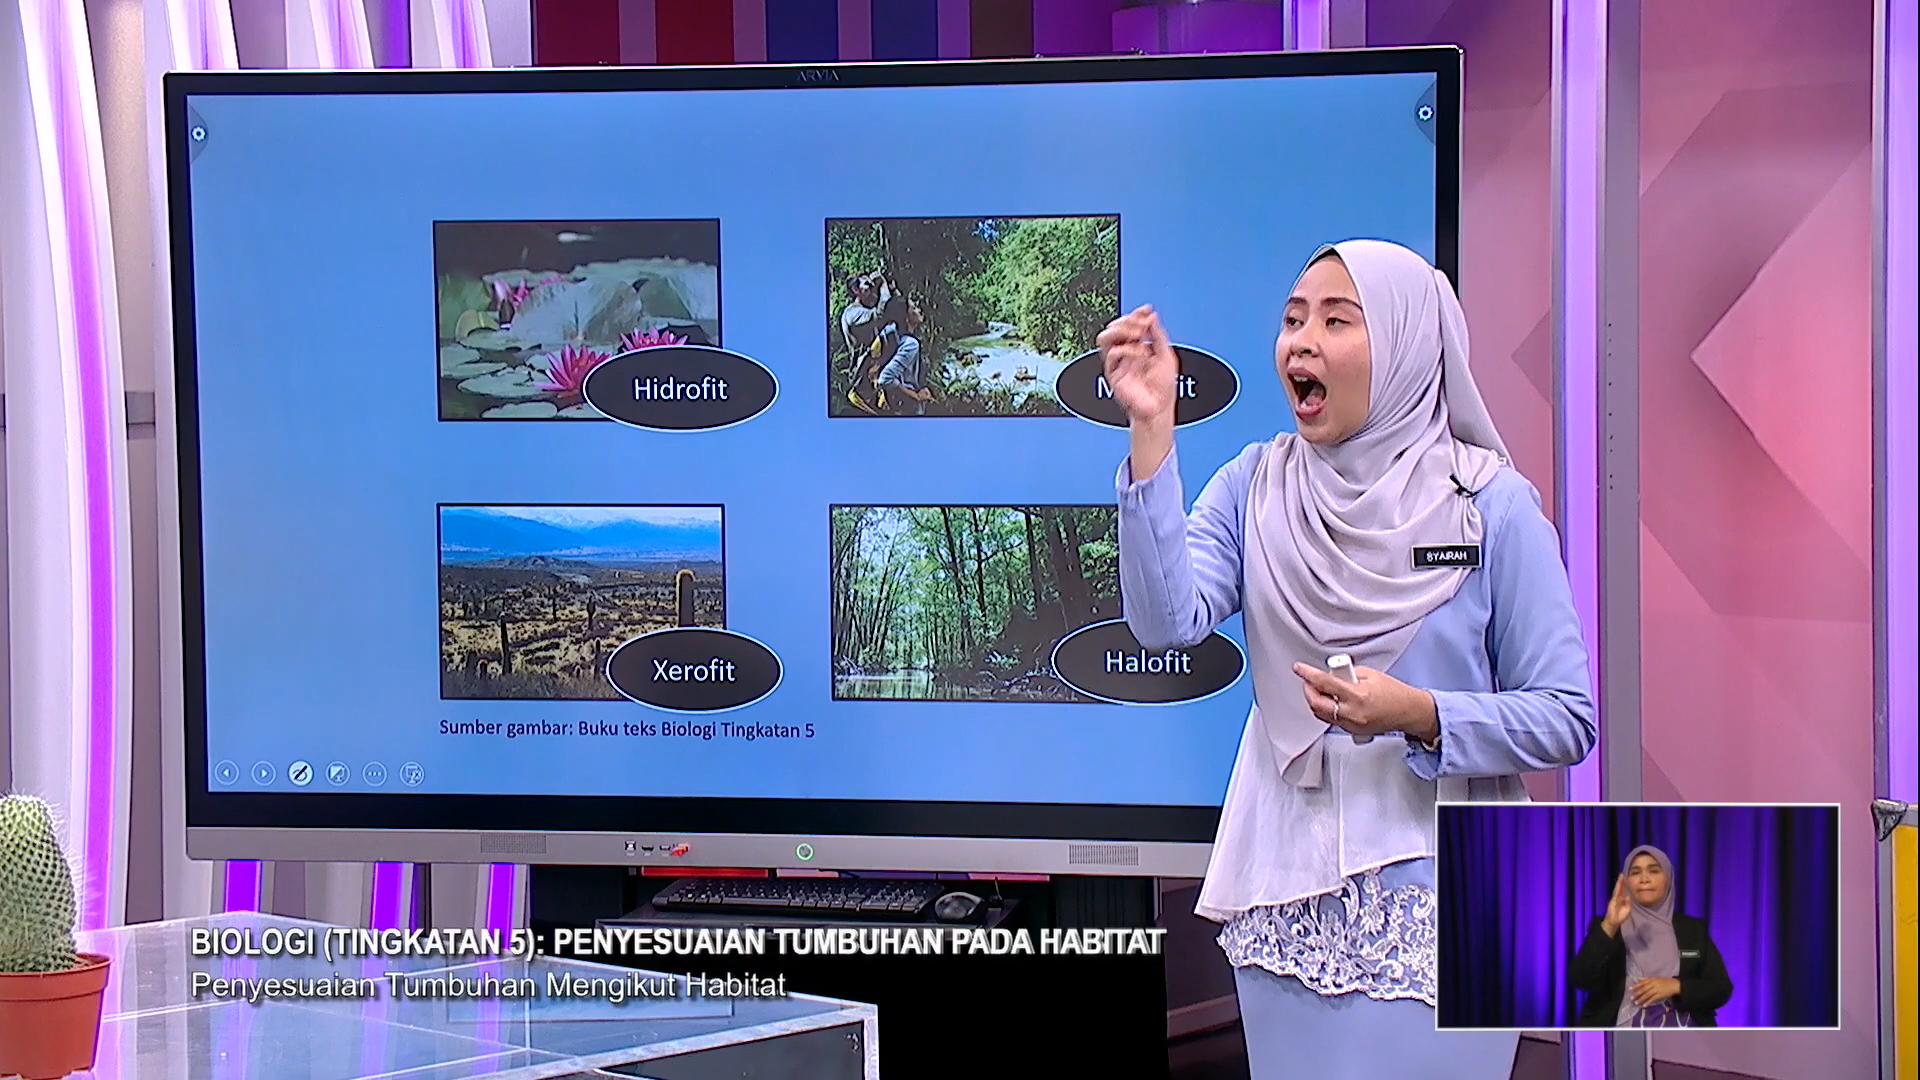 ARVIA
Hidrofit
Xerofit
Halofit
Sumber gambar: Buku teks Biologi Tingkatan 5
SYAIRAH
BIOLOGI (TINGKATAN 5): PENYESUAIAN TUMBUHAN PADA HABITAT
Penyesuaian Tumbuhan Mengikut Habitat